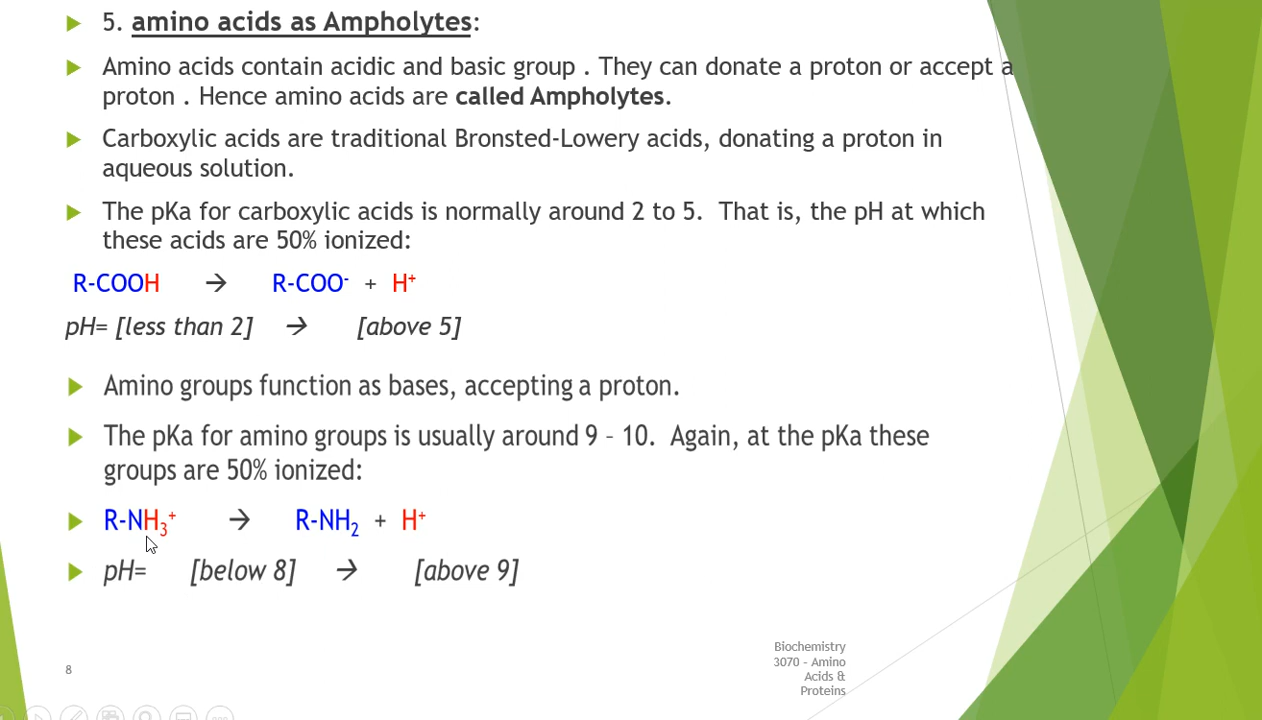 5. amino acids as Ampholytes:
Amino acids contain acidic and basic group . They can donate a proton or accept a
proton . Hence amino acids are called Ampholytes.
Carboxylic acids are traditional Bronsted-Lowery acids, donating a proton in
aqueous solution.
The pKa for carboxylic acids is normally around 2 to 5. That is, the pH at which
these acids are 50% ionized:
R-COOH → R-COO⁻ + H⁺
pH= [less than 2] → [above 5]
Amino groups function as bases, accepting a proton.
The pKa for amino groups is usually around 9 – 10. Again, at the pKa these
groups are 50% ionized:
R-NH₃⁺ → R-NH₂ + H⁺
pH= [below 8] → [above 9]
Biochemistry
3070 - Amino
Acids &
Proteins
8